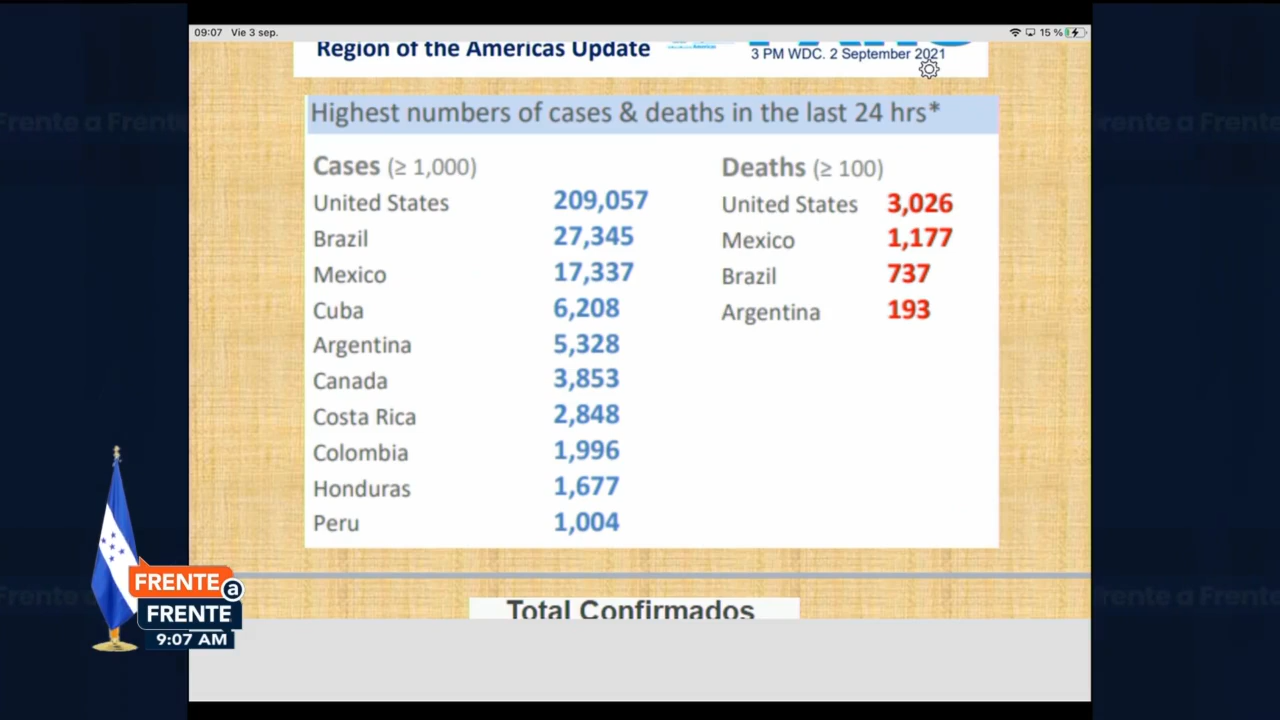 09:07 Vie 3 sep.
15 %
Region of the Americas Update
3 PM WDC. 2 September 2021
Highest numbers of cases & deaths in the last 24 hrs*
Cases (≥ 1,000)
United States 209,057
Brazil 27,345
Mexico 17,337
Cuba 6,208
Argentina 5,328
Canada 3,853
Costa Rica 2,848
Colombia 1,996
Honduras 1,677
Peru 1,004
Deaths (≥ 100)
United States 3,026
Mexico 1,177
Brazil 737
Argentina 193
Total Confirmados
FRENTE a
FRENTE
9:07 AM